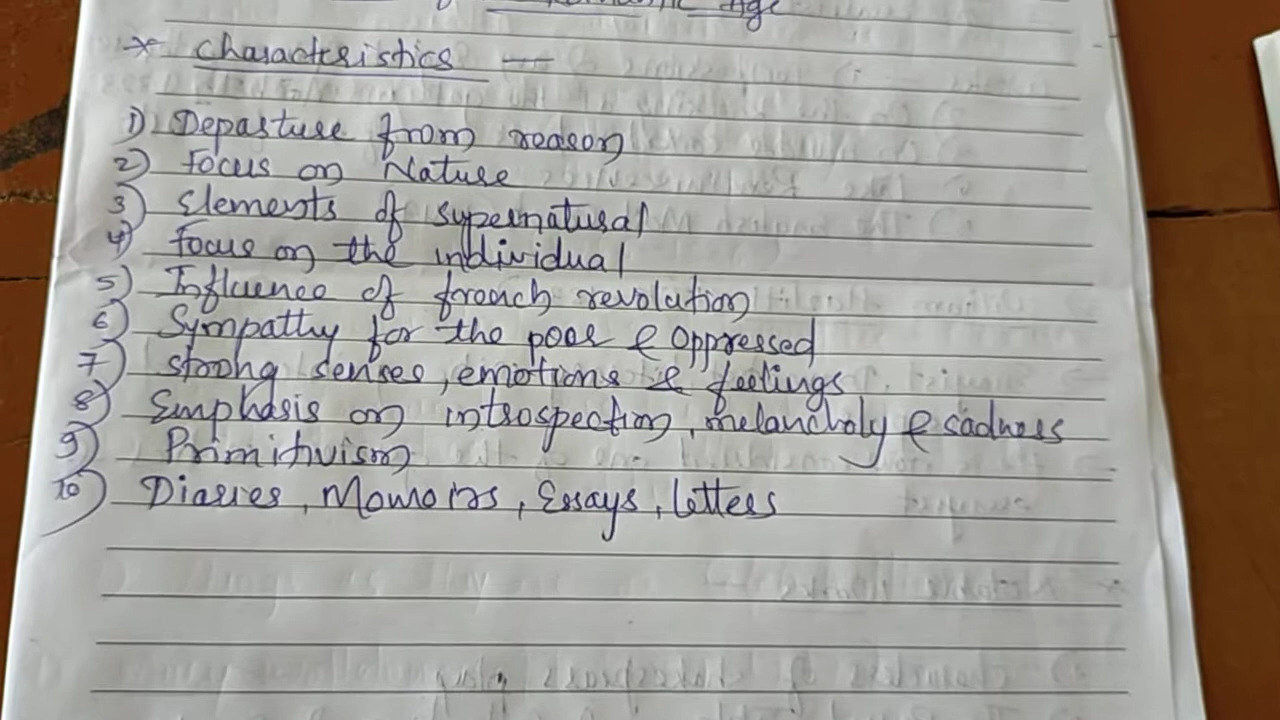 Romantic Age
* Characteristics —
1) Departure from reason
2) Focus on Nature
3) Elements of supernatural
4) Focus on the individual
5) Influence of french revolution
6) Sympathy for the poor & Oppressed
7) Strong senses, emotions & feelings
8) Emphasis on introspection, melancholy & sadness
9) Primitivism
10) Diaries, Momoirs, Essays, letters